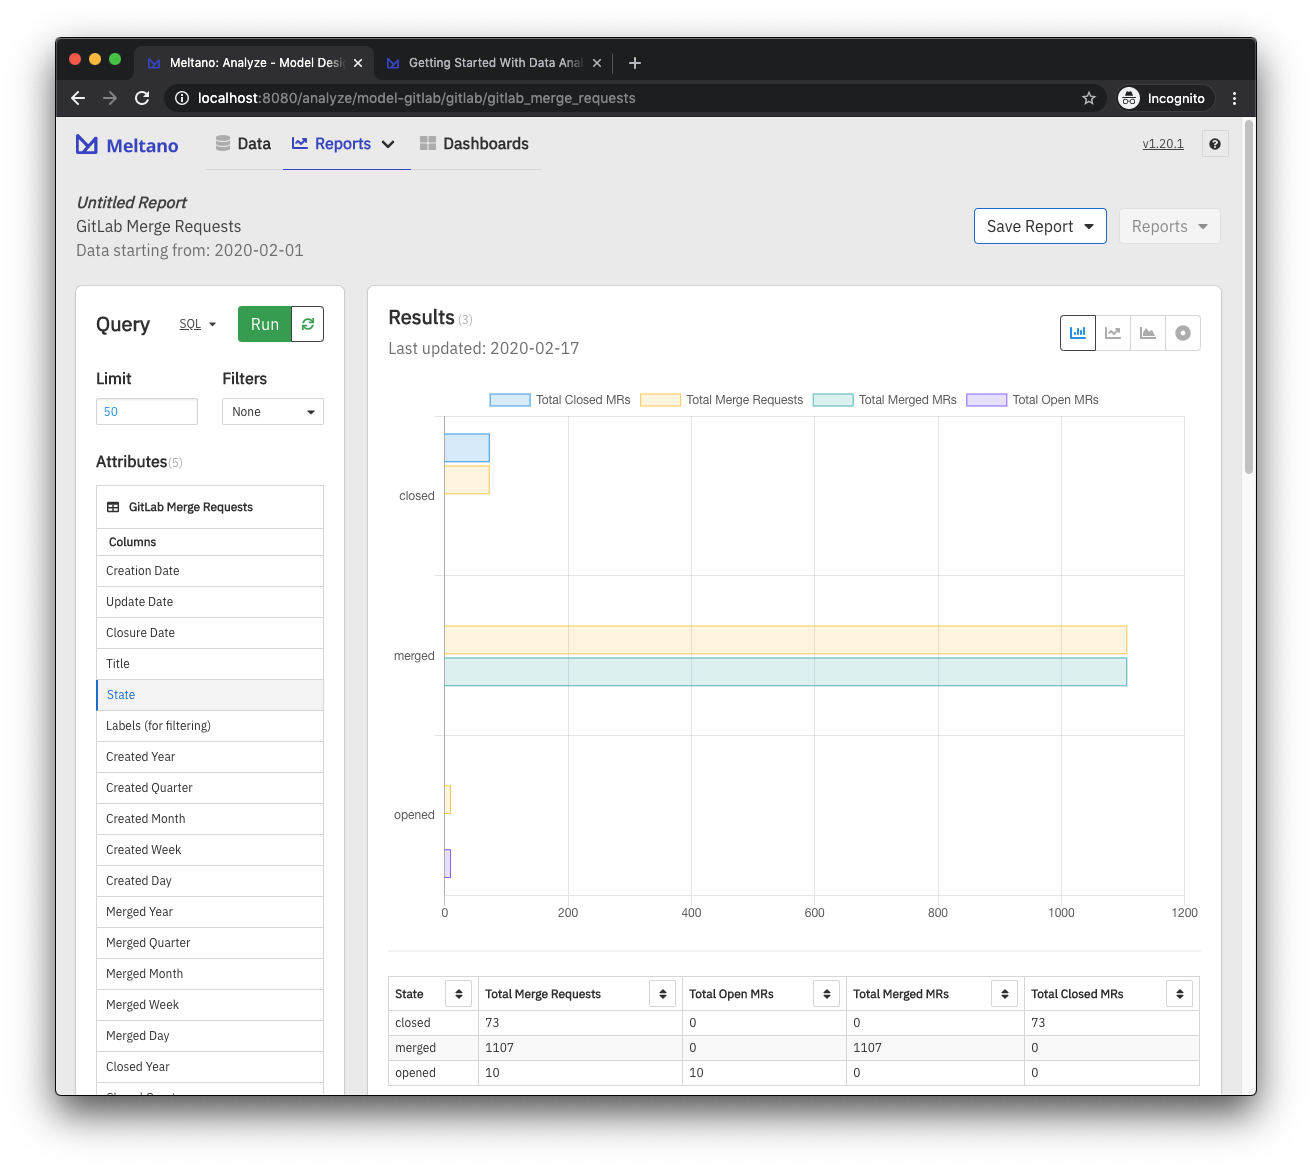 Meltano: Analyze - Model Desi
Getting Started With Data Anal
localhost:8080/analyze/model-gitlab/gitlab/gitlab_merge_requests
Incognito
Meltano
Data
Reports
Dashboards
v1.20.1
Untitled Report
GitLab Merge Requests
Data starting from: 2020-02-01
Save Report
Reports
Query
SQL
Run
Limit
Filters
50
None
Attributes(5)
GitLab Merge Requests
Columns
Creation Date
Update Date
Closure Date
Title
State
Labels (for filtering)
Created Year
Created Quarter
Created Month
Created Week
Created Day
Merged Year
Merged Quarter
Merged Month
Merged Week
Merged Day
Closed Year
Results (3)
Last updated: 2020-02-17
Total Closed MRs Total Merge Requests Total Merged MRs Total Open MRs
closed
merged
opened
0 200 400 600 800 1000 1200
State Total Merge Requests Total Open MRs Total Merged MRs Total Closed MRs
closed 73 0 0 73
merged 1107 0 1107 0
opened 10 10 0 0